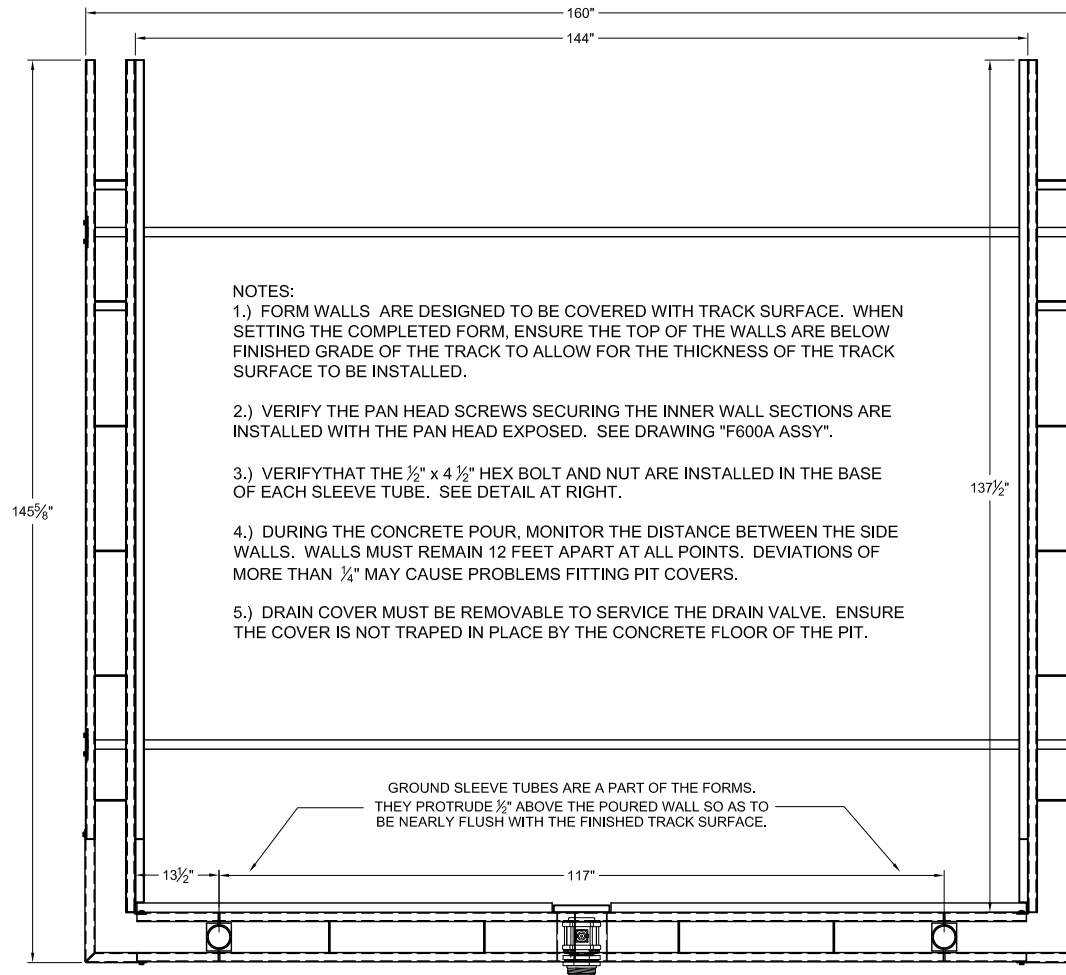 160"
144"
NOTES:
1.) FORM WALLS ARE DESIGNED TO BE COVERED WITH TRACK SURFACE. WHEN
SETTING THE COMPLETED FORM, ENSURE THE TOP OF THE WALLS ARE BELOW
FINISHED GRADE OF THE TRACK TO ALLOW FOR THE THICKNESS OF THE TRACK
SURFACE TO BE INSTALLED.
2.) VERIFY THE PAN HEAD SCREWS SECURING THE INNER WALL SECTIONS ARE
INSTALLED WITH THE PAN HEAD EXPOSED. SEE DRAWING "F600A ASSY".
3.) VERIFYTHAT THE ½" x 4 ½" HEX BOLT AND NUT ARE INSTALLED IN THE BASE
OF EACH SLEEVE TUBE. SEE DETAIL AT RIGHT.
145⅝"
137½"
4.) DURING THE CONCRETE POUR, MONITOR THE DISTANCE BETWEEN THE SIDE
WALLS. WALLS MUST REMAIN 12 FEET APART AT ALL POINTS. DEVIATIONS OF
MORE THAN ¼" MAY CAUSE PROBLEMS FITTING PIT COVERS.
5.) DRAIN COVER MUST BE REMOVABLE TO SERVICE THE DRAIN VALVE. ENSURE
THE COVER IS NOT TRAPED IN PLACE BY THE CONCRETE FLOOR OF THE PIT.
GROUND SLEEVE TUBES ARE A PART OF THE FORMS.
THEY PROTRUDE ½" ABOVE THE POURED WALL SO AS TO
BE NEARLY FLUSH WITH THE FINISHED TRACK SURFACE.
13½"
117"